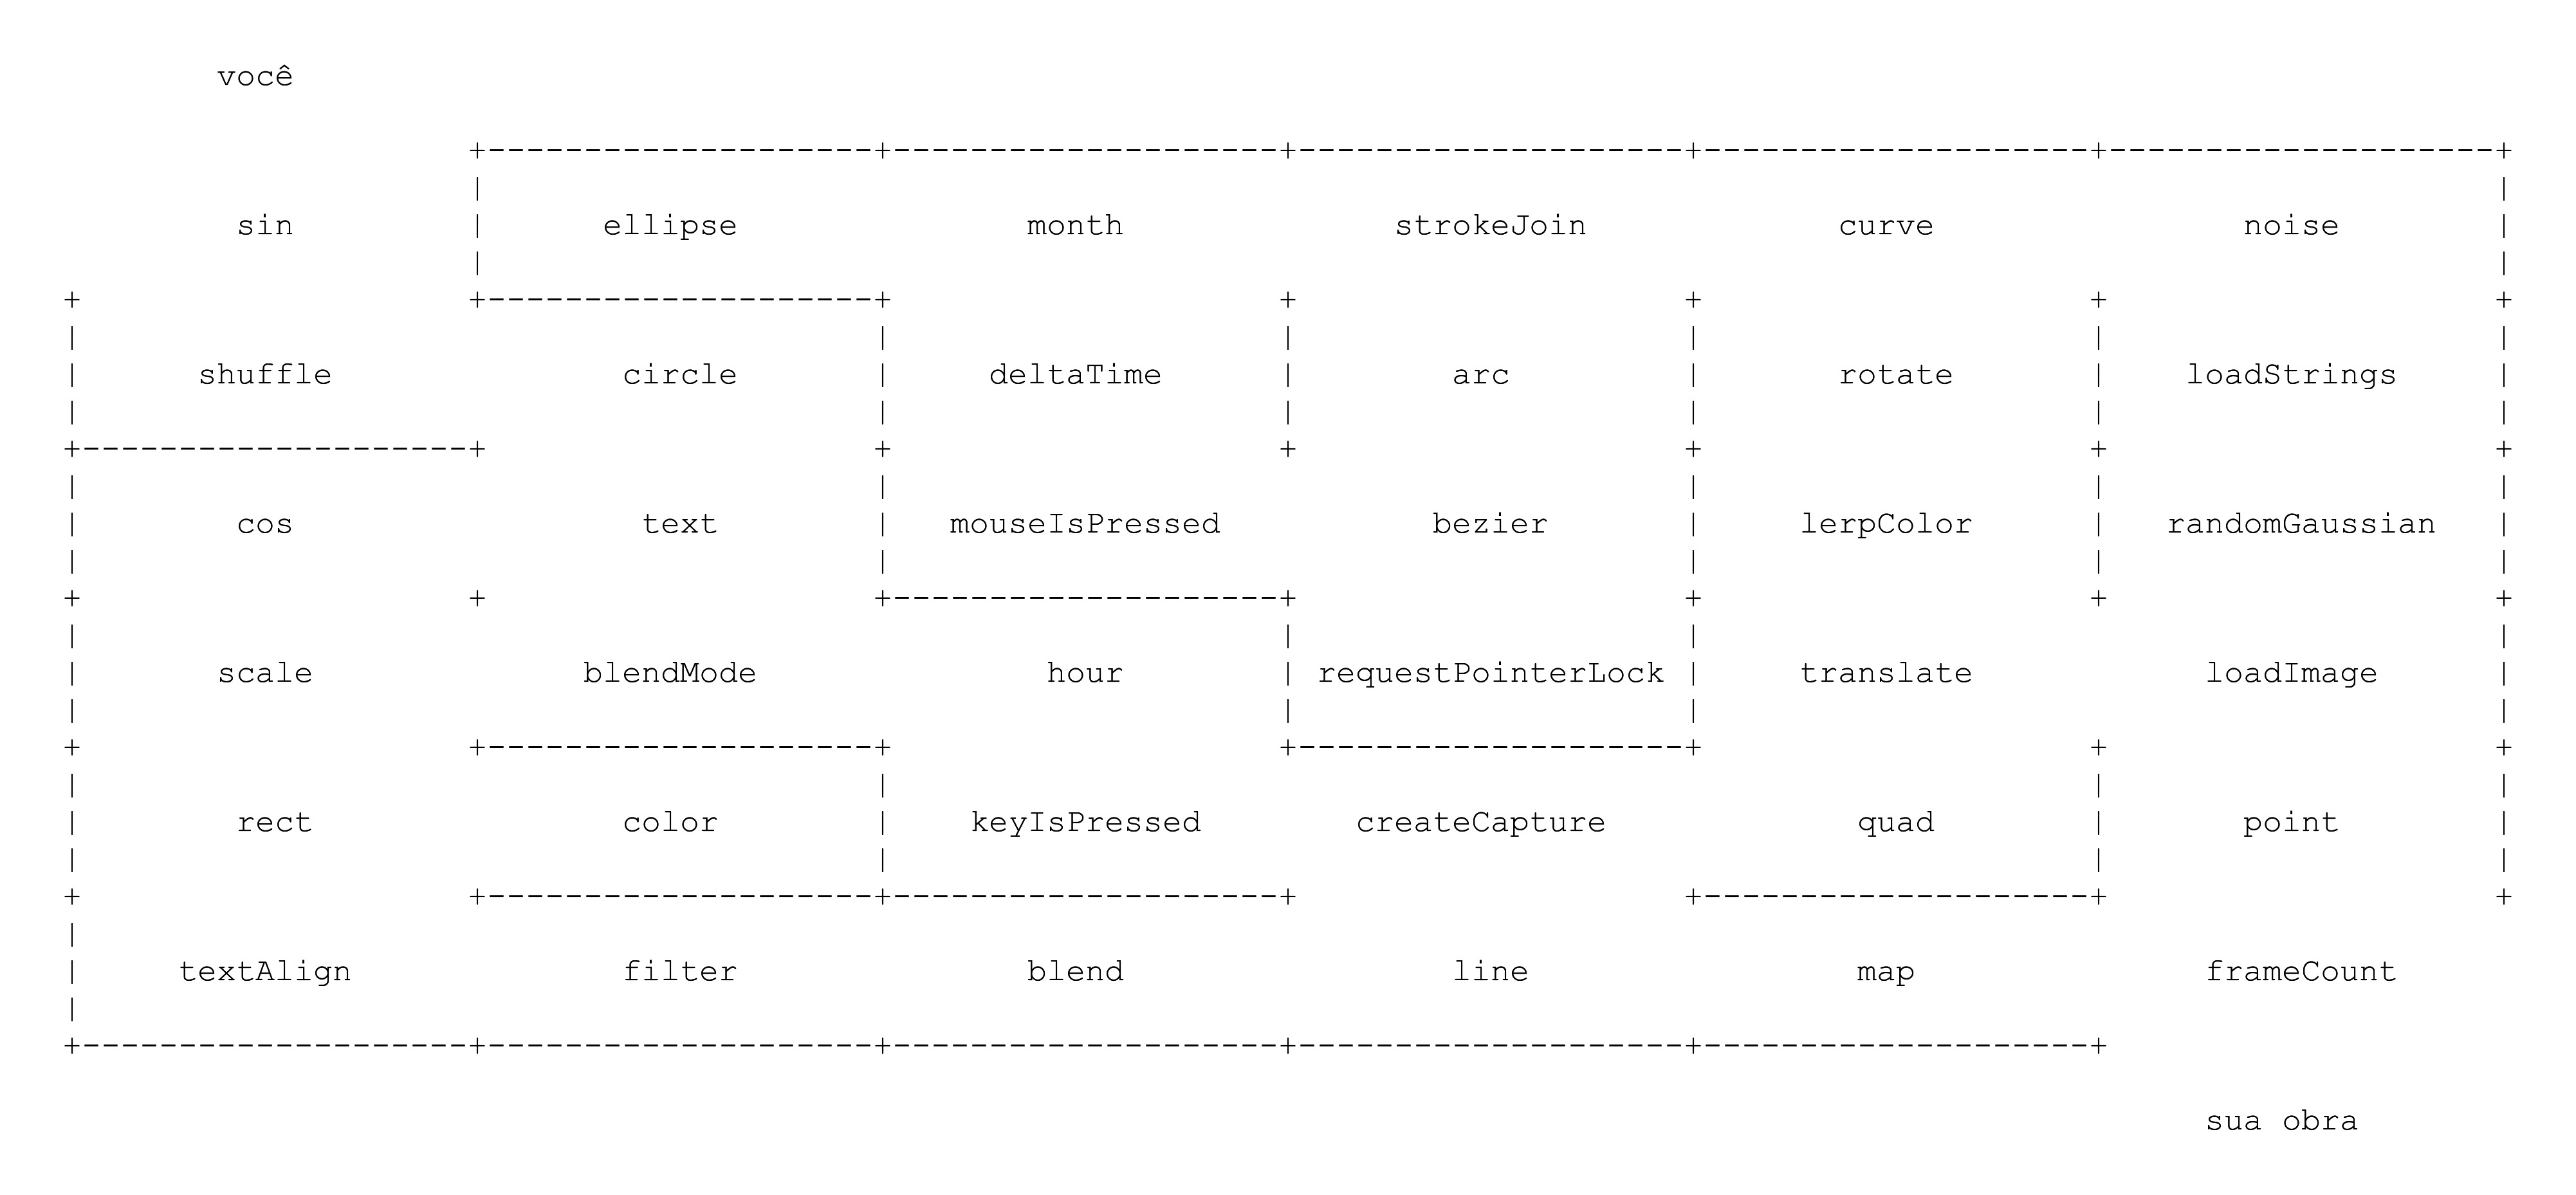 você
sin ellipse month strokeJoin curve noise
shuffle circle deltaTime arc rotate loadStrings
cos text mouseIsPressed bezier lerpColor randomGaussian
scale blendMode hour requestPointerLock translate loadImage
rect color keyIsPressed createCapture quad point
textAlign filter blend line map frameCount
sua obra